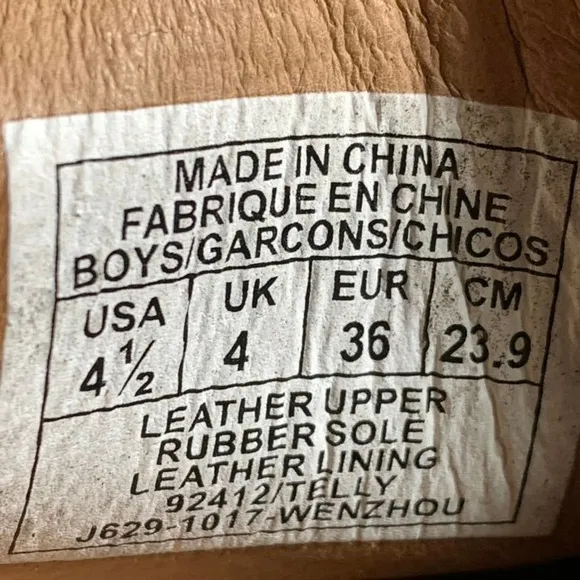 MADE IN CHINA
FABRIQUE EN CHINE
BOYS/GARCONS/CHICOS
USA UK EUR CM
4 1/2 4 36 23.9
LEATHER UPPER
RUBBER SOLE
LEATHER LINING
92412/TELLY
J629-1017-WENZHOU